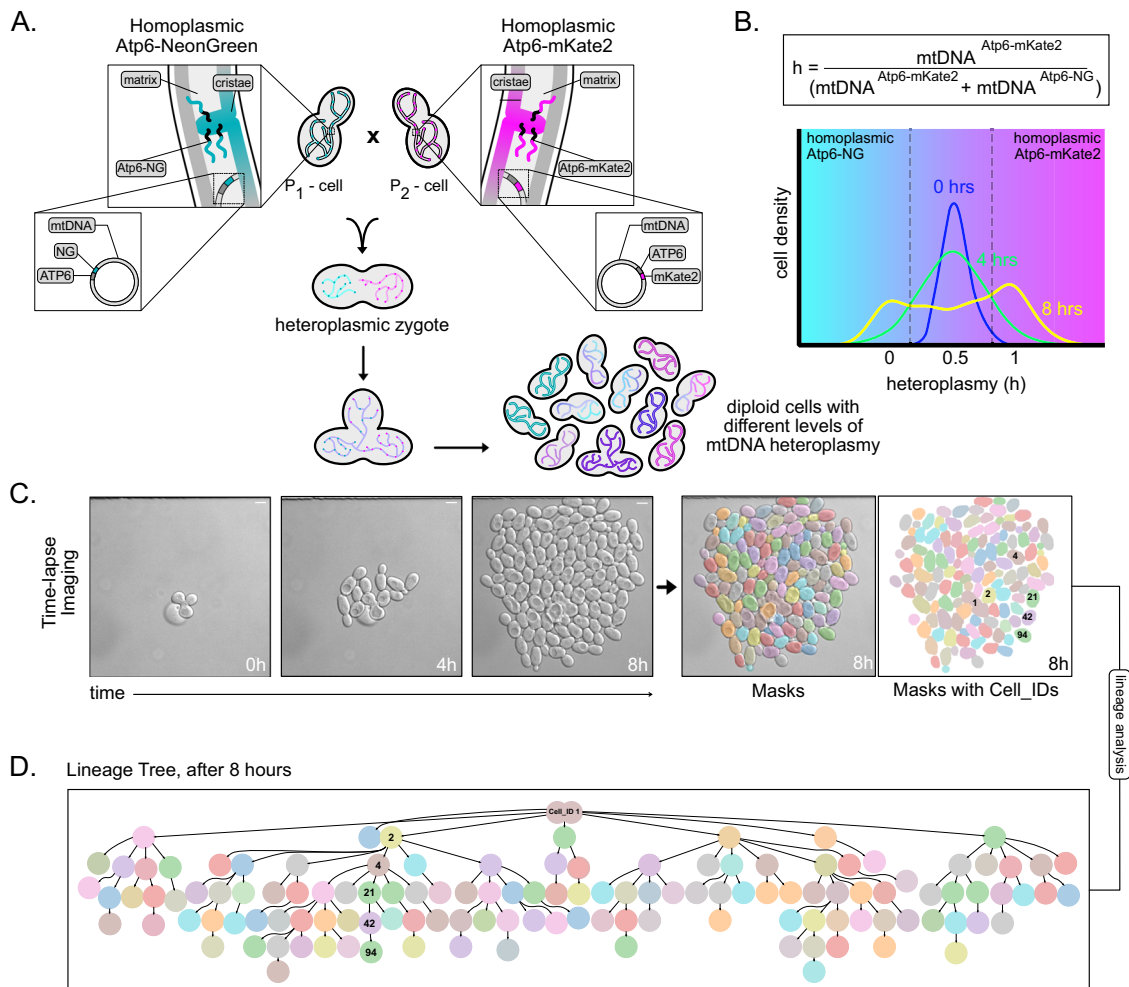 A.
Homoplasmic
Atp6-NeonGreen
matrix
cristae
Atp6-NG
mtDNA
NG
ATP6
P1 - cell
x
P2 - cell
Homoplasmic
Atp6-mKate2
cristae
matrix
Atp6-mKate2
mtDNA
ATP6
mKate2
heteroplasmic zygote
diploid cells with
different levels of
mtDNA heteroplasmy
B.
h = mtDNA Atp6-mKate2
(mtDNA Atp6-mKate2 + mtDNA Atp6-NG )
homoplasmic
Atp6-NG
homoplasmic
Atp6-mKate2
0 hrs
4 hrs
8 hrs
cell density
0 0.5 1
heteroplasmy (h)
C.
Time-lapse
Imaging
0h
4h
8h
8h
4
1
2
21
42
94
8h
time
Masks
Masks with Cell_IDs
lineage analysis
D.
Lineage Tree, after 8 hours
Cell_ID 1
2
4
21
42
94